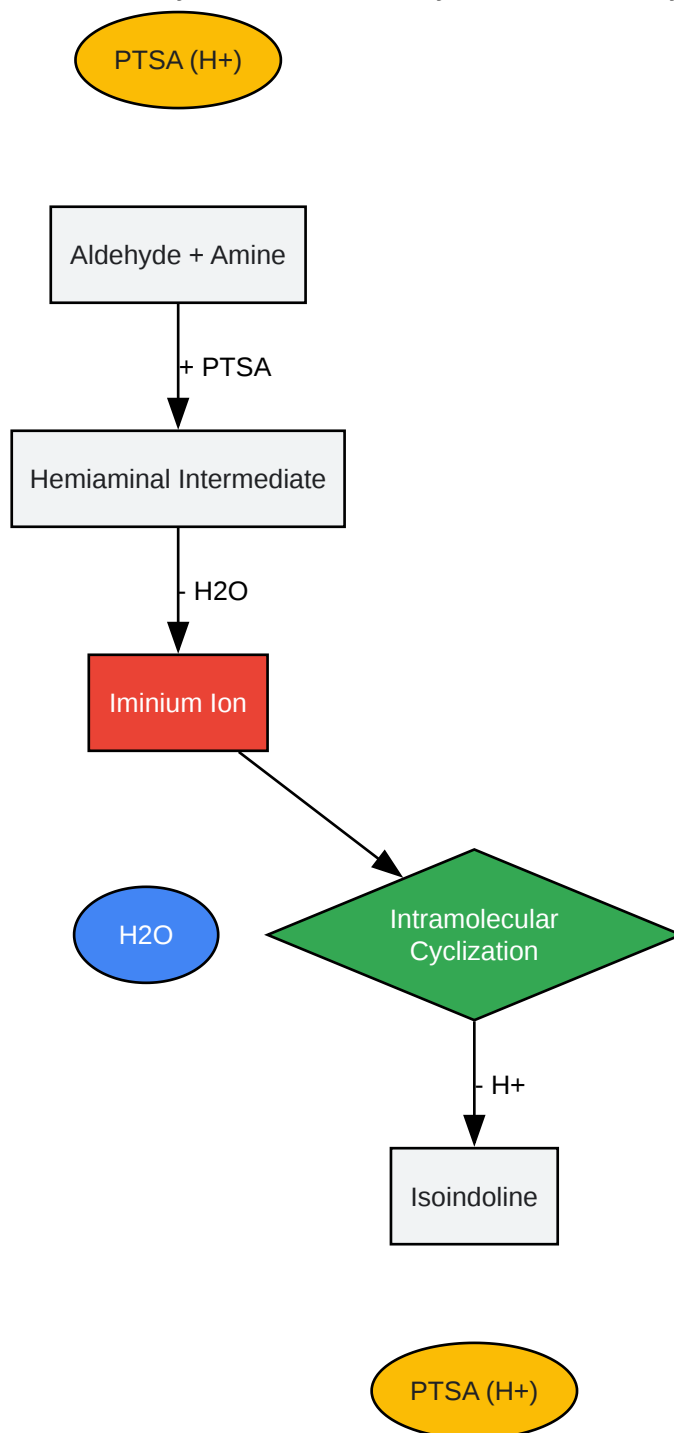 PTSA (H+)
Aldehyde + Amine
+ PTSA
Hemiaminal Intermediate
- H2O
Iminium Ion
H2O
Intramolecular
Cyclization
- H+
Isoindoline
PTSA (H+)